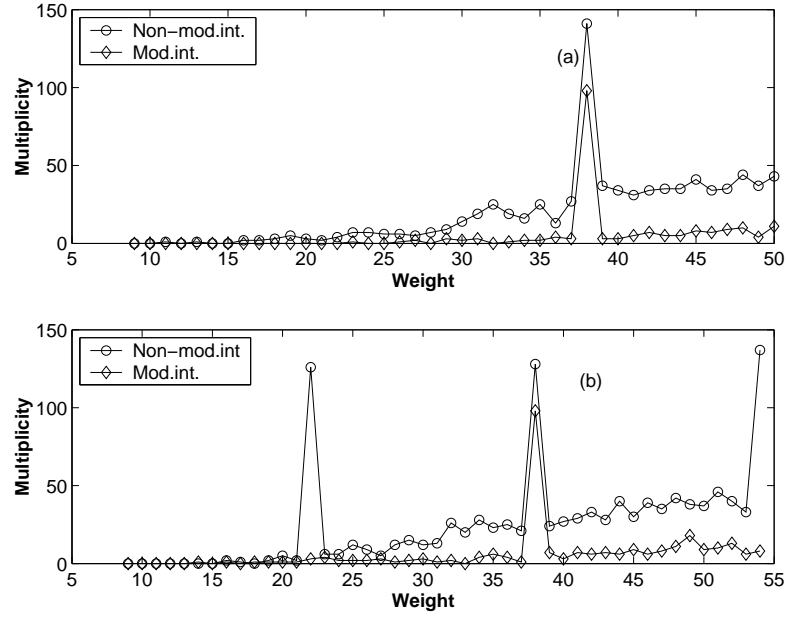 150
100
50
0
Multiplicity
Non−mod.int.
Mod.int.
(a)
5 10 15 20 25 30 35 40 45 50
Weight
150
100
50
0
Multiplicity
Non−mod.int
Mod.int.
(b)
5 10 15 20 25 30 35 40 45 50 55
Weight